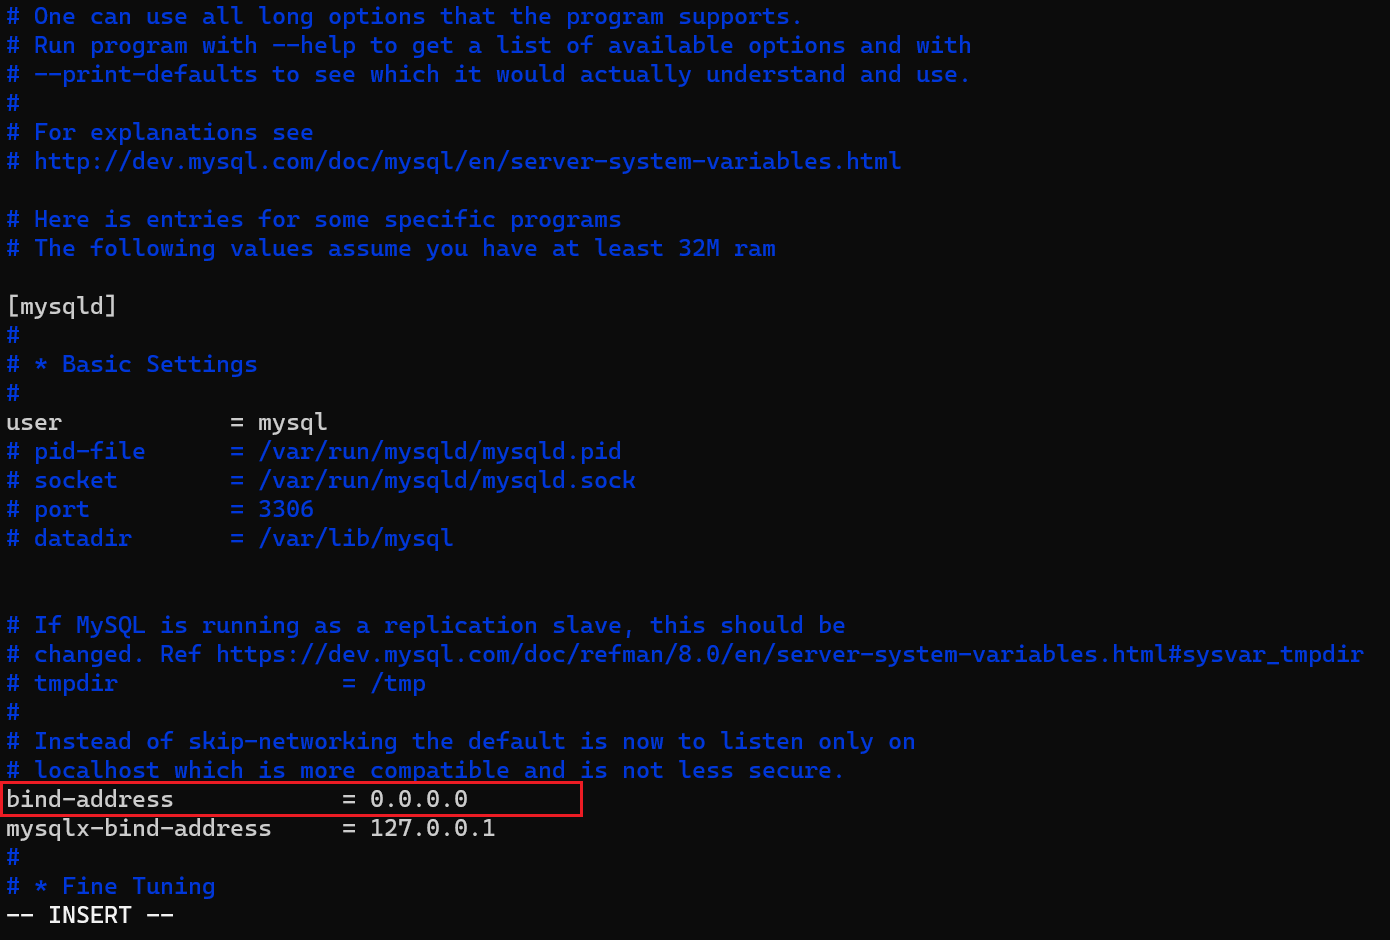 # One can use all long options that the program supports.
# Run program with --help to get a list of available options and with
# --print-defaults to see which it would actually understand and use.
#
# For explanations see
# http://dev.mysql.com/doc/mysql/en/server-system-variables.html

# Here is entries for some specific programs
# The following values assume you have at least 32M ram

[mysqld]
#
# * Basic Settings
#
user            = mysql
# pid-file      = /var/run/mysqld/mysqld.pid
# socket        = /var/run/mysqld/mysqld.sock
# port          = 3306
# datadir       = /var/lib/mysql


# If MySQL is running as a replication slave, this should be
# changed. Ref https://dev.mysql.com/doc/refman/8.0/en/server-system-variables.html#sysvar_tmpdir
# tmpdir                = /tmp
#
# Instead of skip-networking the default is now to listen only on
# localhost which is more compatible and is not less secure.
bind-address            = 0.0.0.0
mysqlx-bind-address     = 127.0.0.1
#
# * Fine Tuning
-- INSERT --